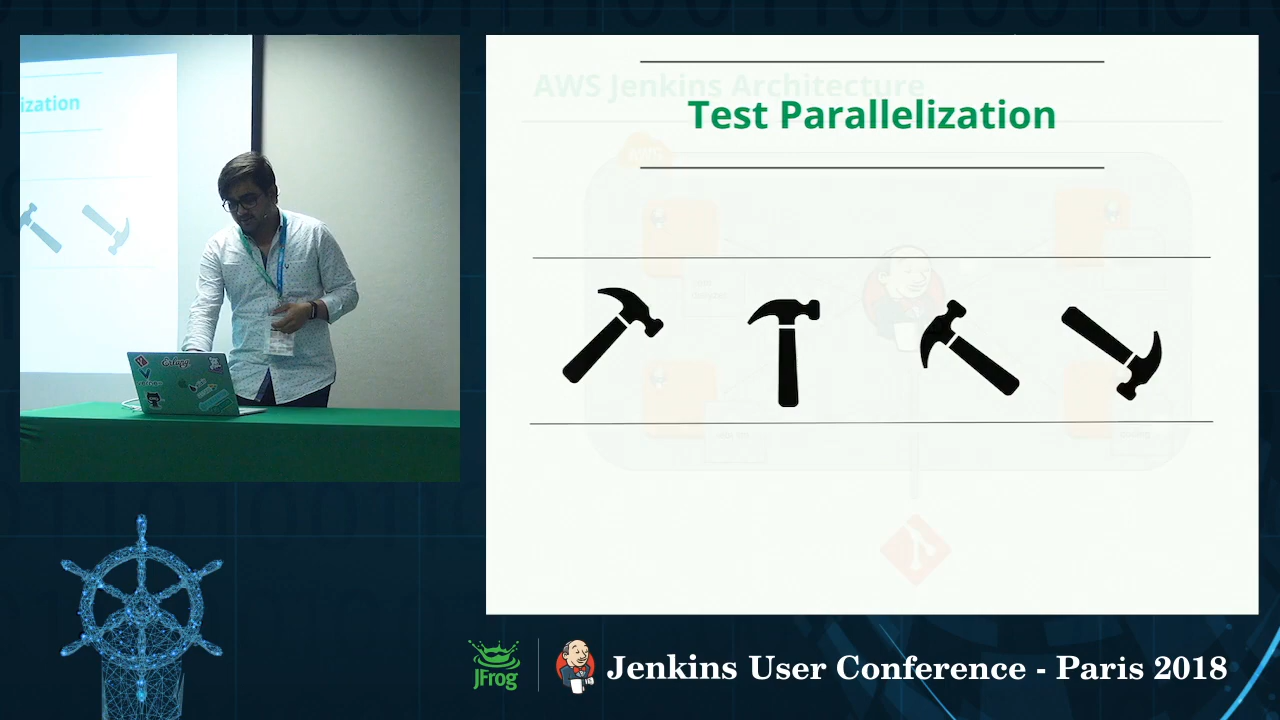 ization
AWS Jenkins Architecture
Test Parallelization
JFrog
Jenkins User Conference - Paris 2018